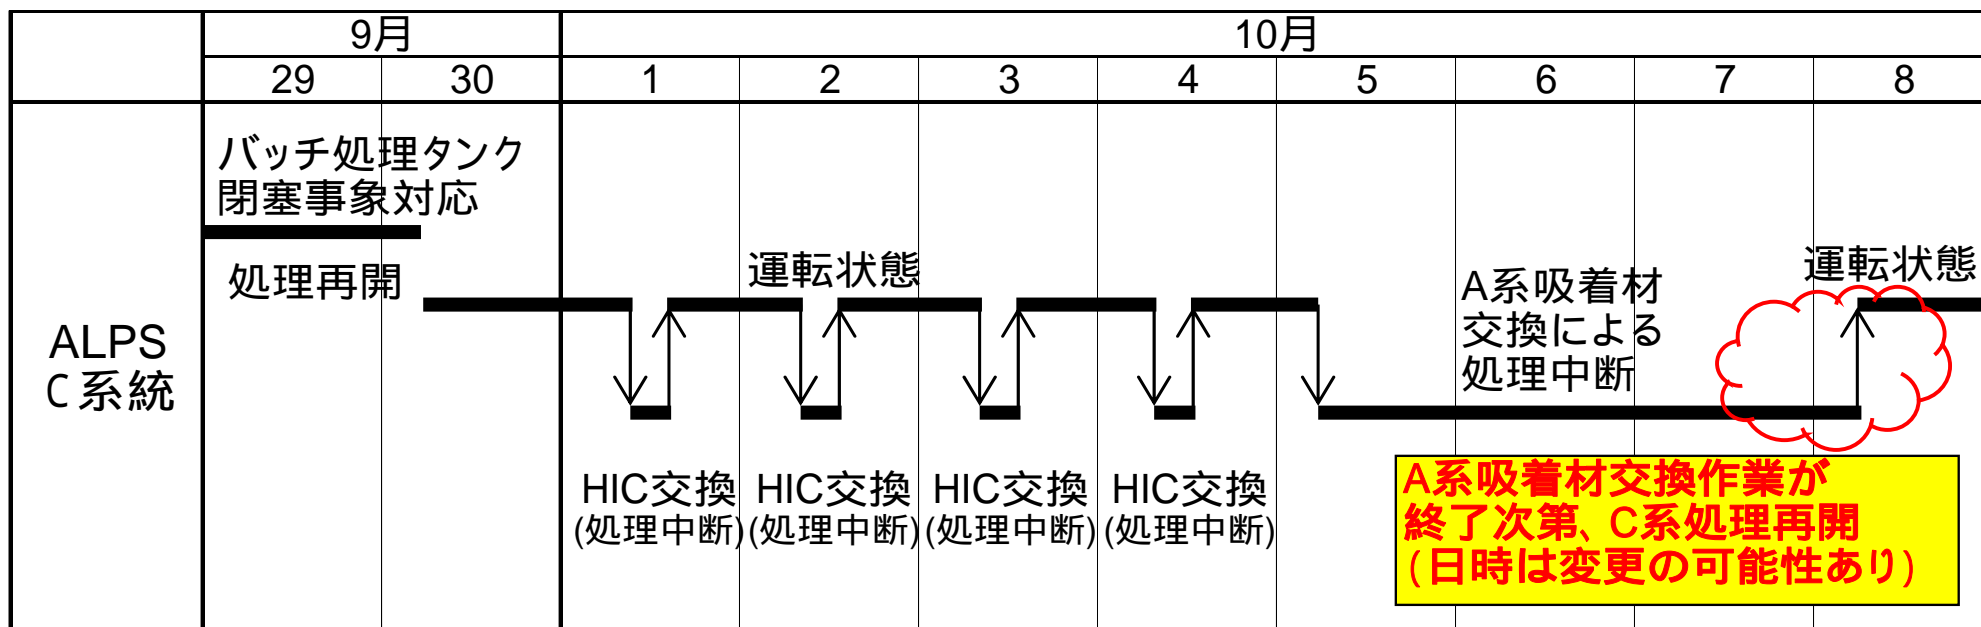 9月
10月
29
30
1
2
3
4
5
6
7
8
ALPS
C系統
バッチ処理タンク
閉塞事象対応
処理再開
運転状態
A系吸着材
交換による
処理中断
運転状態
HIC交換
(処理中断)
HIC交換
(処理中断)
HIC交換
(処理中断)
HIC交換
(処理中断)
A系吸着材交換作業が
終了次第、C系処理再開
(日時は変更の可能性あり)